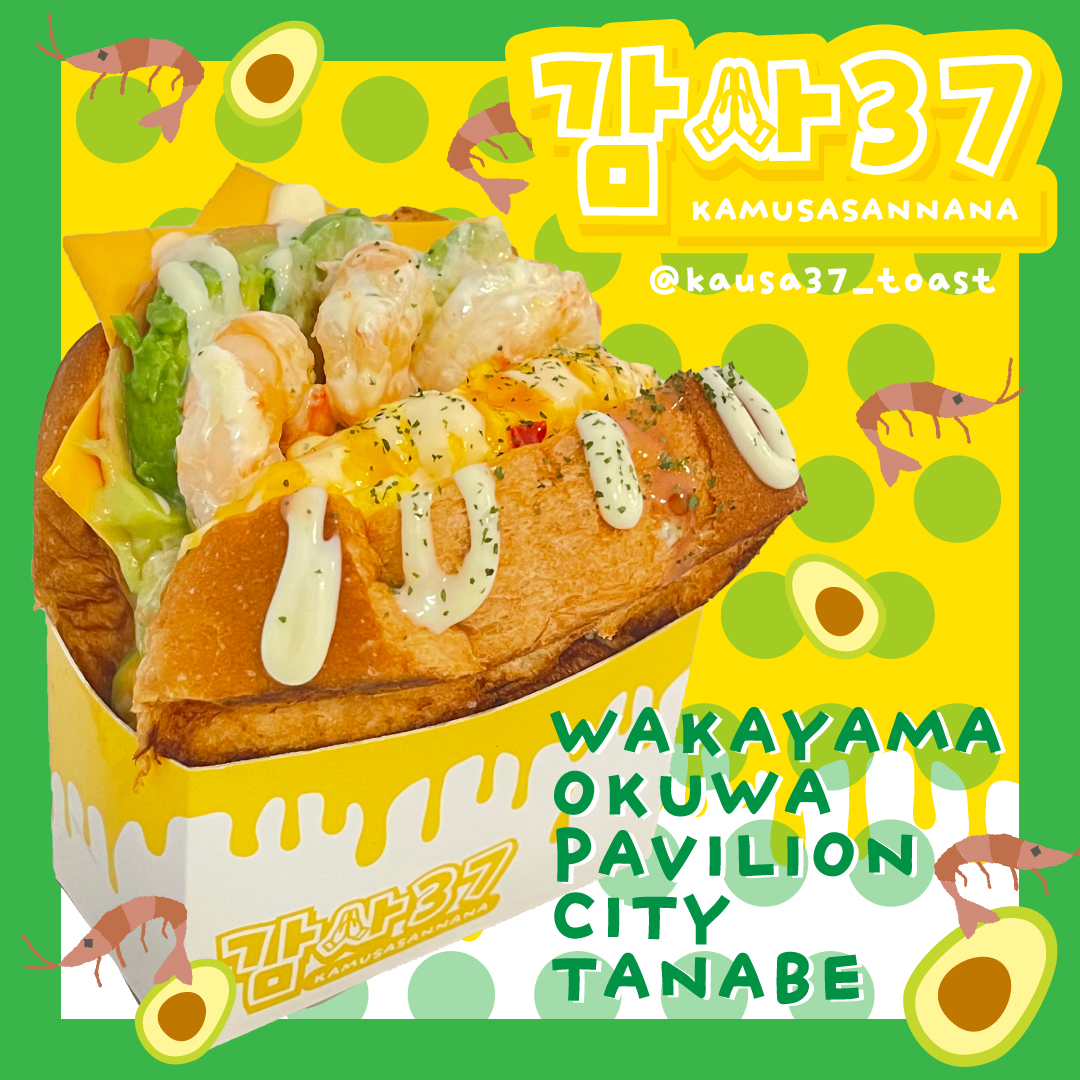 감사37
KAMUSASANNANA
@kausa37_toast
WAKAYAMA
OKUWA
PAVILION
CITY
TANABE
감사37
KAMUSASANNANA